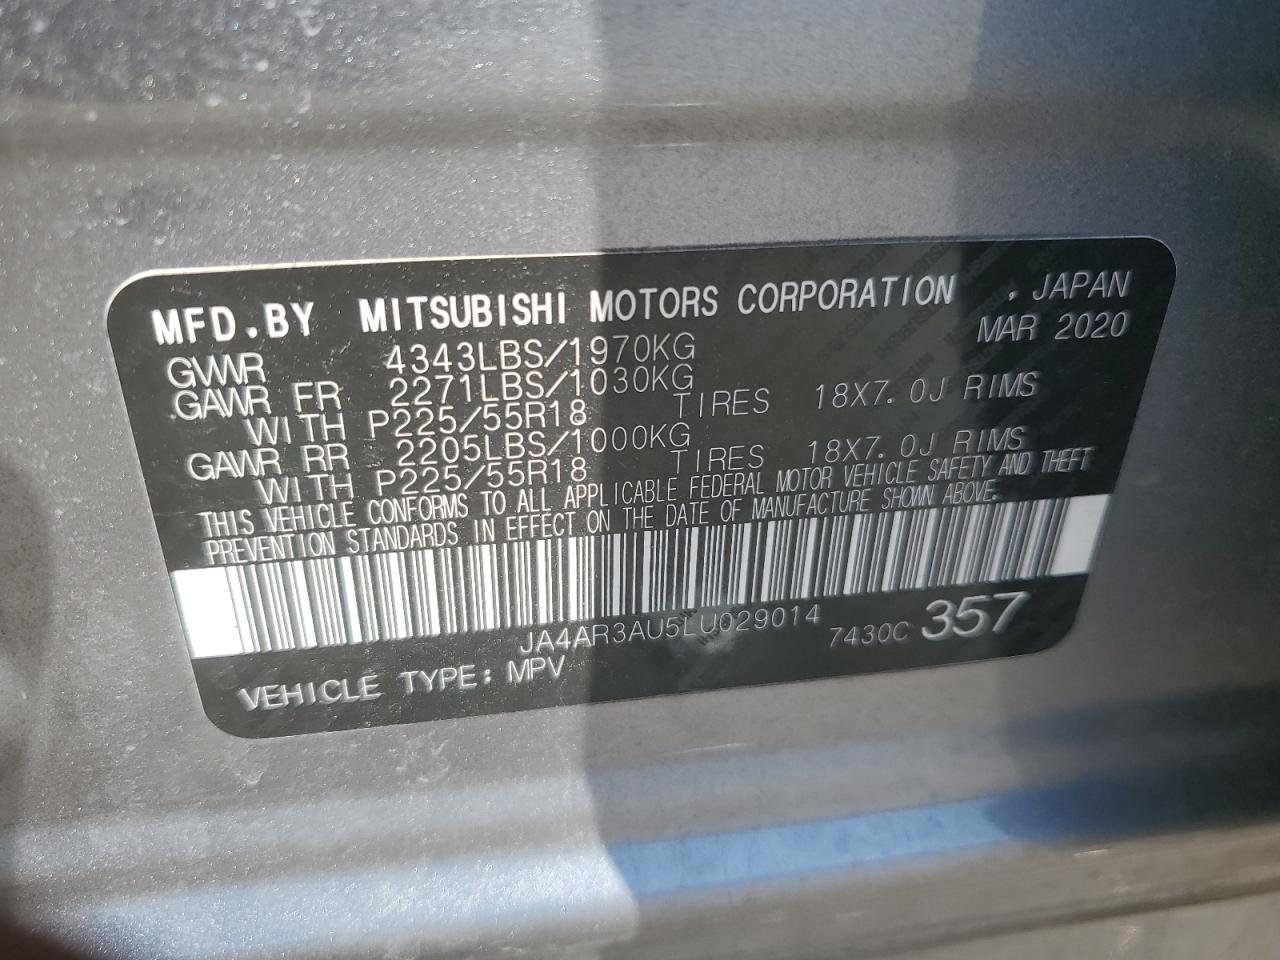 MFD.BY MITSUBISHI MOTORS CORPORATION , JAPAN
MAR 2020
GVWR 4343LBS/1970KG
GAWR FR 2271LBS/1030KG
WITH P225/55R18 TIRES 18X7.0J RIMS
GAWR RR 2205LBS/1000KG
WITH P225/55R18 TIRES 18X7.0J RIMS
THIS VEHICLE CONFORMS TO ALL APPLICABLE FEDERAL MOTOR VEHICLE SAFETY AND THEFT
PREVENTION STANDARDS IN EFFECT ON THE DATE OF MANUFACTURE SHOWN ABOVE.
JA4AR3AU5LU029014 7430C 357
VEHICLE TYPE: MPV